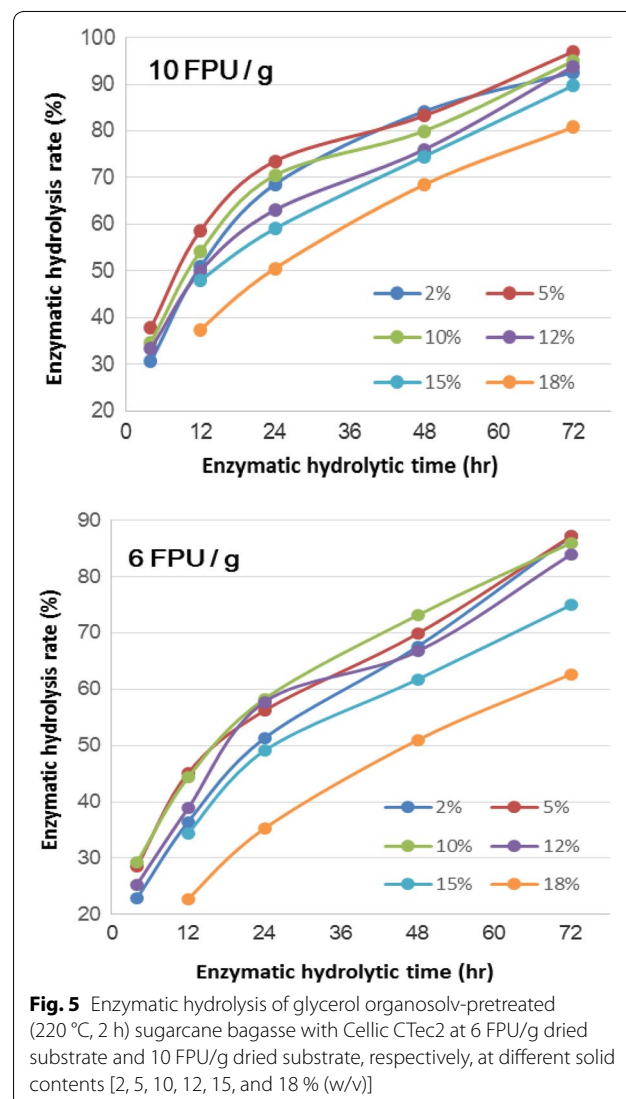 10 FPU / g
Enzymatic hydrolysis rate (%)
100
90
80
70
60
50
40
30
20
0 12 24 36 48 60 72
Enzymatic hydrolytic time (hr)
2% 5%
10% 12%
15% 18%
6 FPU / g
Enzymatic hydrolysis rate (%)
90
80
70
60
50
40
30
20
0 12 24 36 48 60 72
Enzymatic hydrolytic time (hr)
2% 5%
10% 12%
15% 18%
Fig. 5 Enzymatic hydrolysis of glycerol organosolv-pretreated
(220 °C, 2 h) sugarcane bagasse with Cellic CTec2 at 6 FPU/g dried
substrate and 10 FPU/g dried substrate, respectively, at different solid
contents [2, 5, 10, 12, 15, and 18 % (w/v)]